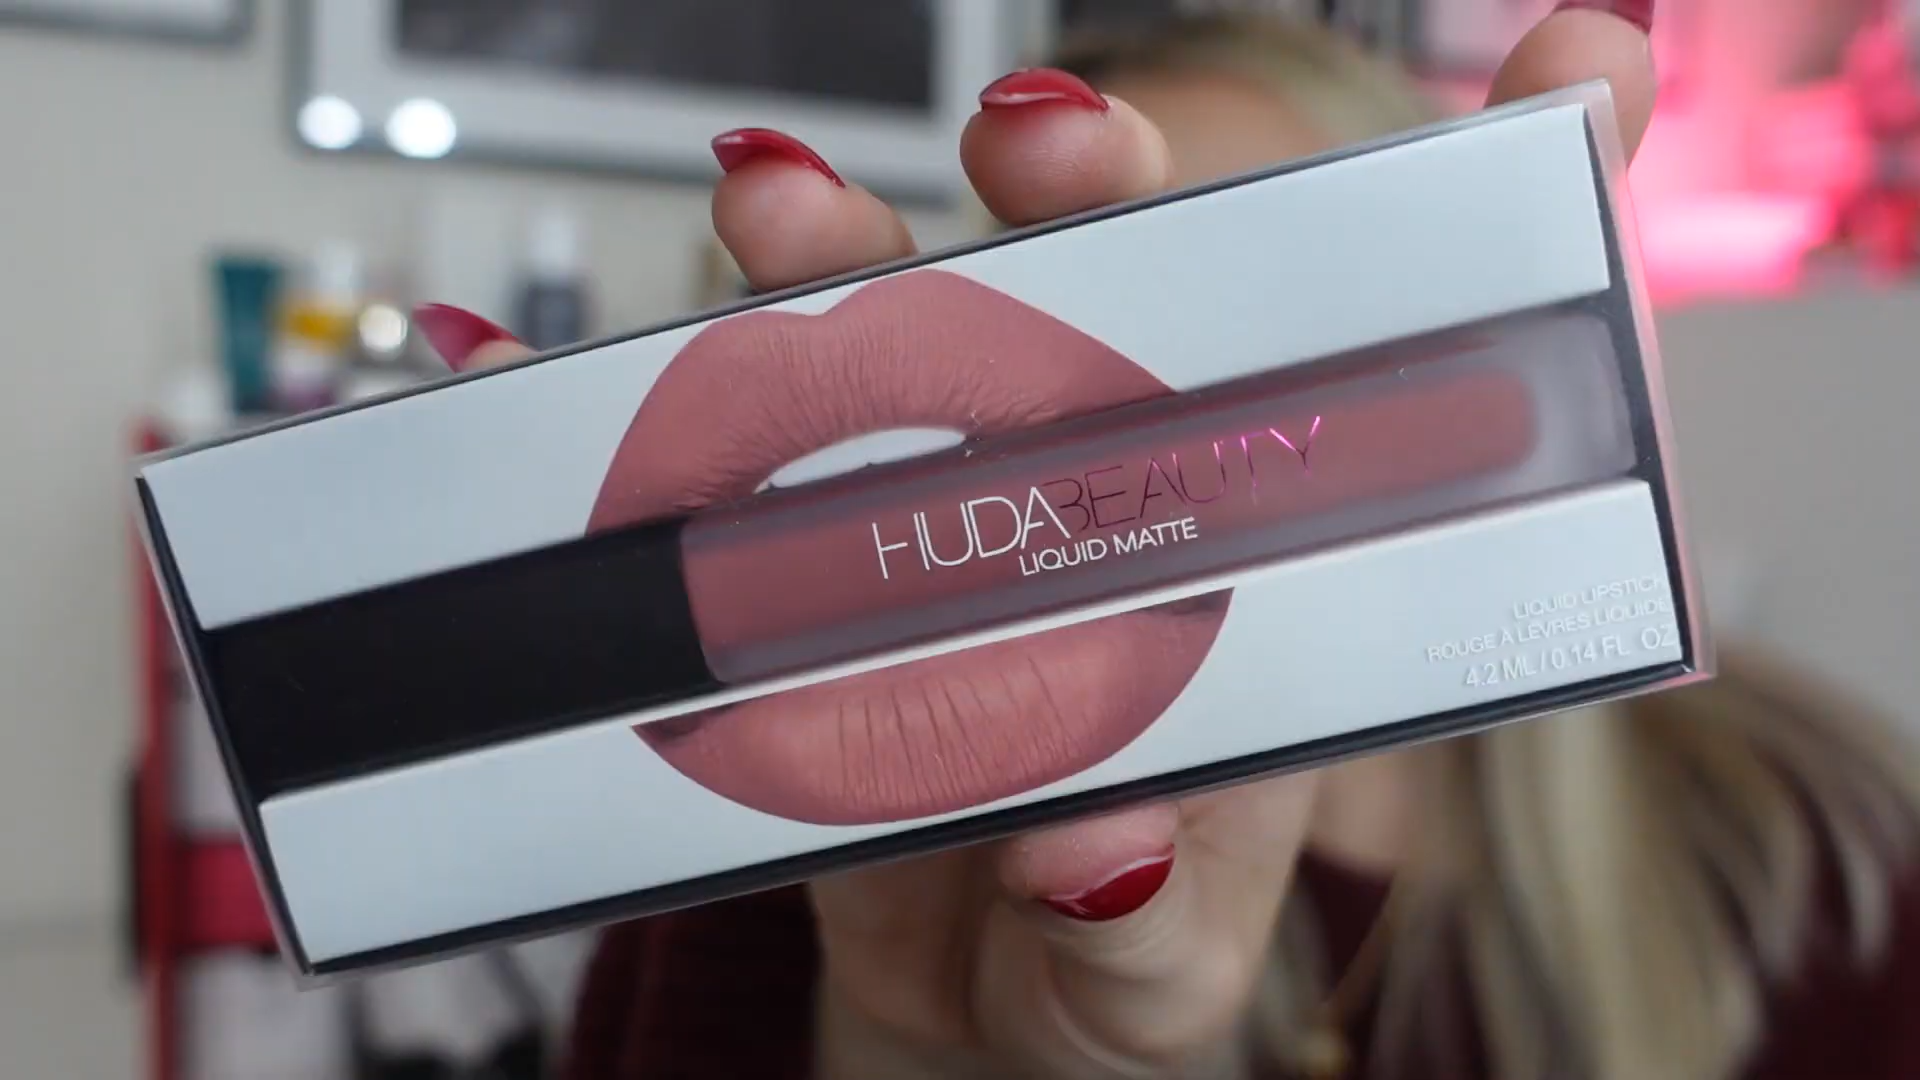 HUDABEAUTY
LIQUID MATTE
LIQUID LIPSTICK
ROUGE À LÈVRES LIQUIDE
4.2 ML / 0.14 FL OZ